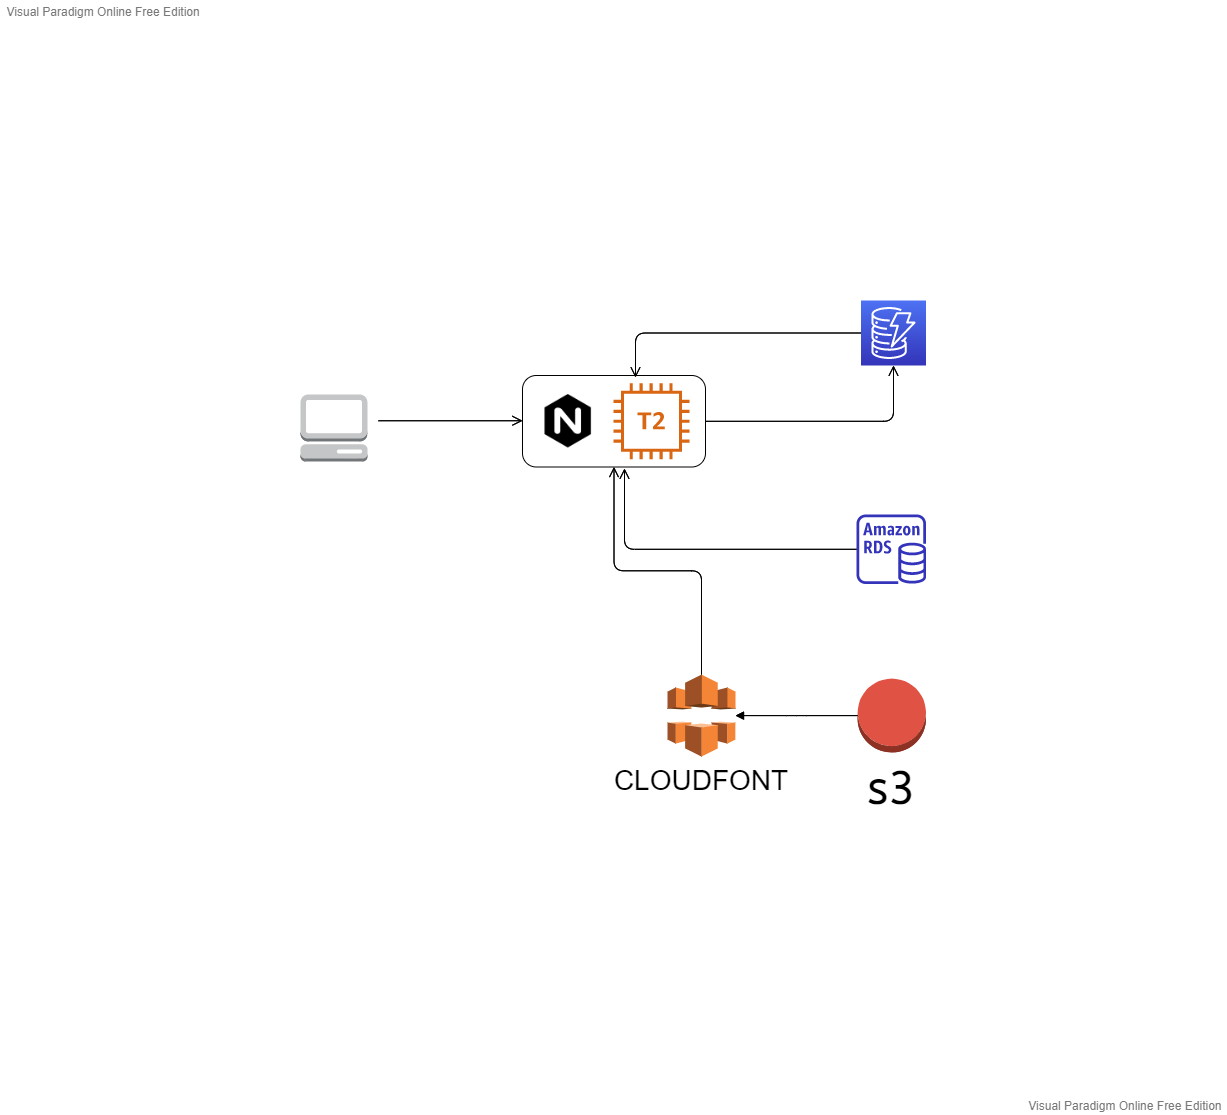 Visual Paradigm Online Free Edition
N
T2
Amazon
RDS
CLOUDFONT
s3
Visual Paradigm Online Free Edition